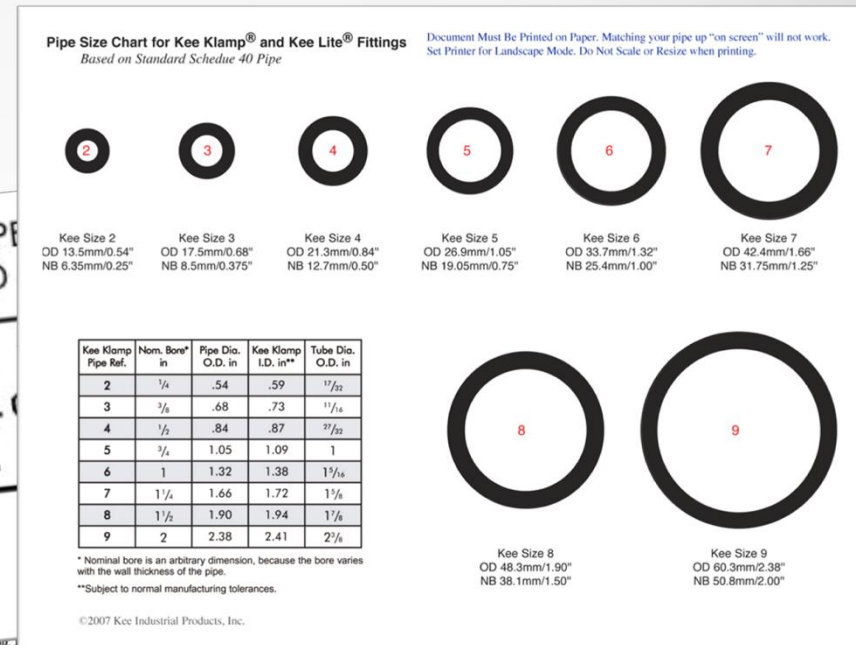 Pipe Size Chart for Kee Klamp® and Kee Lite® Fittings
Based on Standard Schedue 40 Pipe
Document Must Be Printed on Paper. Matching your pipe up "on screen" will not work.
Set Printer for Landscape Mode. Do Not Scale or Resize when printing.
2 3 4 5 6 7
Kee Size 2
OD 13.5mm/0.54"
NB 6.35mm/0.25"
Kee Size 3
OD 17.5mm/0.68"
NB 8.5mm/0.375"
Kee Size 4
OD 21.3mm/0.84"
NB 12.7mm/0.50"
Kee Size 5
OD 26.9mm/1.05"
NB 19.05mm/0.75"
Kee Size 6
OD 33.7mm/1.32"
NB 25.4mm/1.00"
Kee Size 7
OD 42.4mm/1.66"
NB 31.75mm/1.25"
Kee Klamp Nom. Bore* Pipe Dia. Kee Klamp Tube Dia.
Pipe Ref. in O.D. in I.D. in** O.D. in
2 1/4 .54 .59 17/32
3 3/8 .68 .73 11/16
4 1/2 .84 .87 27/32
5 3/4 1.05 1.09 1
6 1 1.32 1.38 1 5/16
7 1 1/4 1.66 1.72 1 5/8
8 1 1/2 1.90 1.94 1 7/8
9 2 2.38 2.41 2 3/8
* Nominal bore is an arbitrary dimension, because the bore varies
with the wall thickness of the pipe.
**Subject to normal manufacturing tolerances.
8 9
Kee Size 8
OD 48.3mm/1.90"
NB 38.1mm/1.50"
Kee Size 9
OD 60.3mm/2.38"
NB 50.8mm/2.00"
©2007 Kee Industrial Products, Inc.